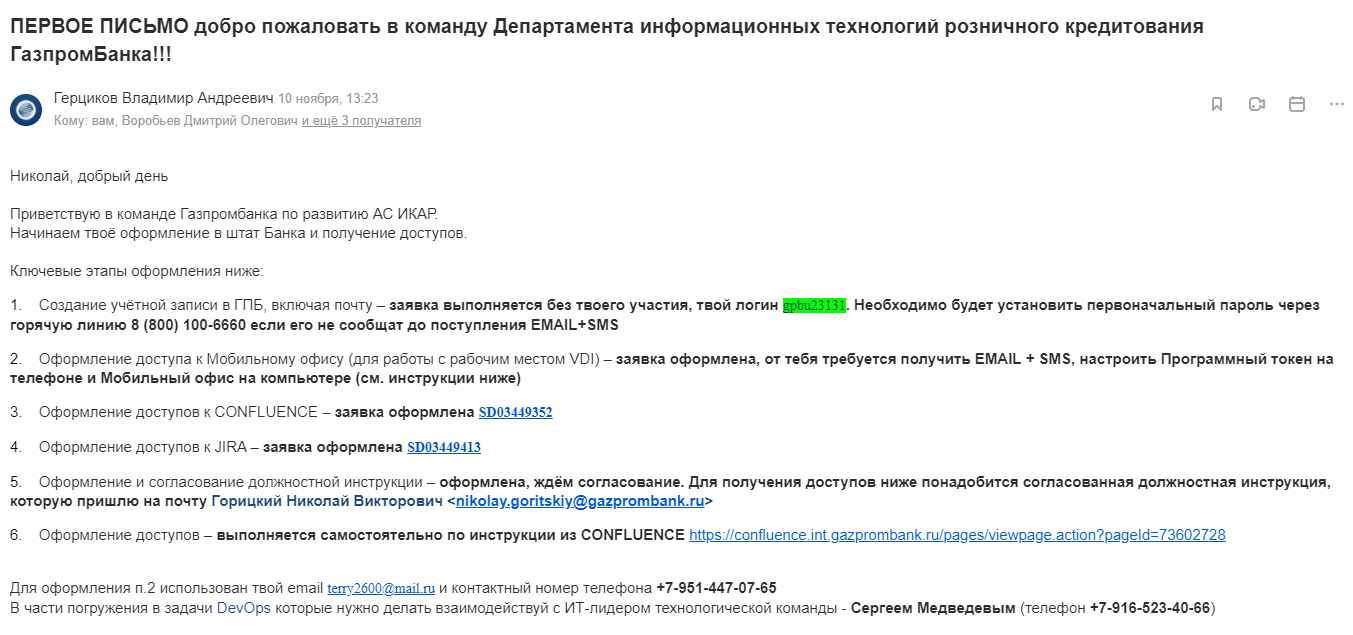 ПЕРВОЕ ПИСЬМО добро пожаловать в команду Департамента информационных технологий розничного кредитования
ГазпромБанка!!!
Герциков Владимир Андреевич 10 ноября, 13:23
Кому: вам, Воробьев Дмитрий Олегович и ещё 3 получателя
Николай, добрый день
Приветствую в команде Газпромбанка по развитию АС ИКАР.
Начинаем твоё оформление в штат Банка и получение доступов.
Ключевые этапы оформления ниже:
1. Создание учётной записи в ГПБ, включая почту – заявка выполняется без твоего участия, твой логин gpbu23131. Необходимо будет установить первоначальный пароль через
горячую линию 8 (800) 100-6660 если его не сообщат до поступления EMAIL+SMS
2. Оформление доступа к Мобильному офису (для работы с рабочим местом VDI) – заявка оформлена, от тебя требуется получить EMAIL + SMS, настроить Программный токен на
телефоне и Мобильный офис на компьютере (см. инструкции ниже)
3. Оформление доступов к CONFLUENCE – заявка оформлена SD03449352
4. Оформление доступов к JIRA – заявка оформлена SD03449413
5. Оформление и согласование должностной инструкции – оформлена, ждём согласование. Для получения доступов ниже понадобится согласованная должностная инструкция,
которую пришлю на почту Горицкий Николай Викторович <nikolay.goritskiy@gazprombank.ru>
6. Оформление доступов – выполняется самостоятельно по инструкции из CONFLUENCE https://confluence.int.gazprombank.ru/pages/viewpage.action?pageId=73602728
Для оформления п.2 использован твой email terry2600@mail.ru и контактный номер телефона +7-951-447-07-65
В части погружения в задачи DevOps которые нужно делать взаимодействуй с ИТ-лидером технологической команды - Сергеем Медведевым (телефон +7-916-523-40-66)